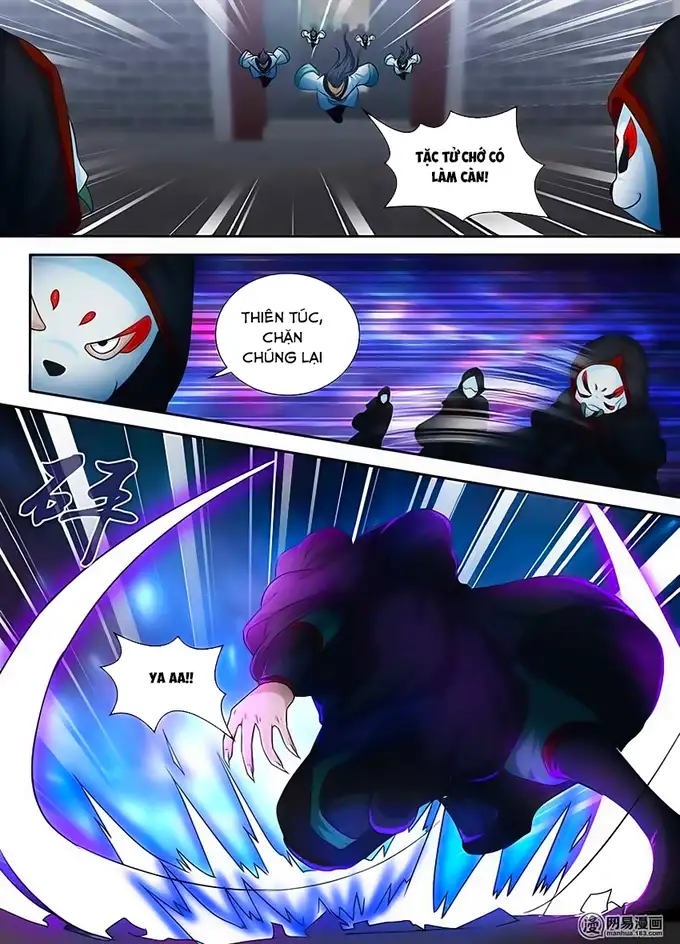 TẶC TỬ CHỚ CÓ
LÀM CÀN!
THIÊN TÚC,
CHẶN
CHÚNG LẠI
砰
YA AA!!
网易漫画
manhua.163.com